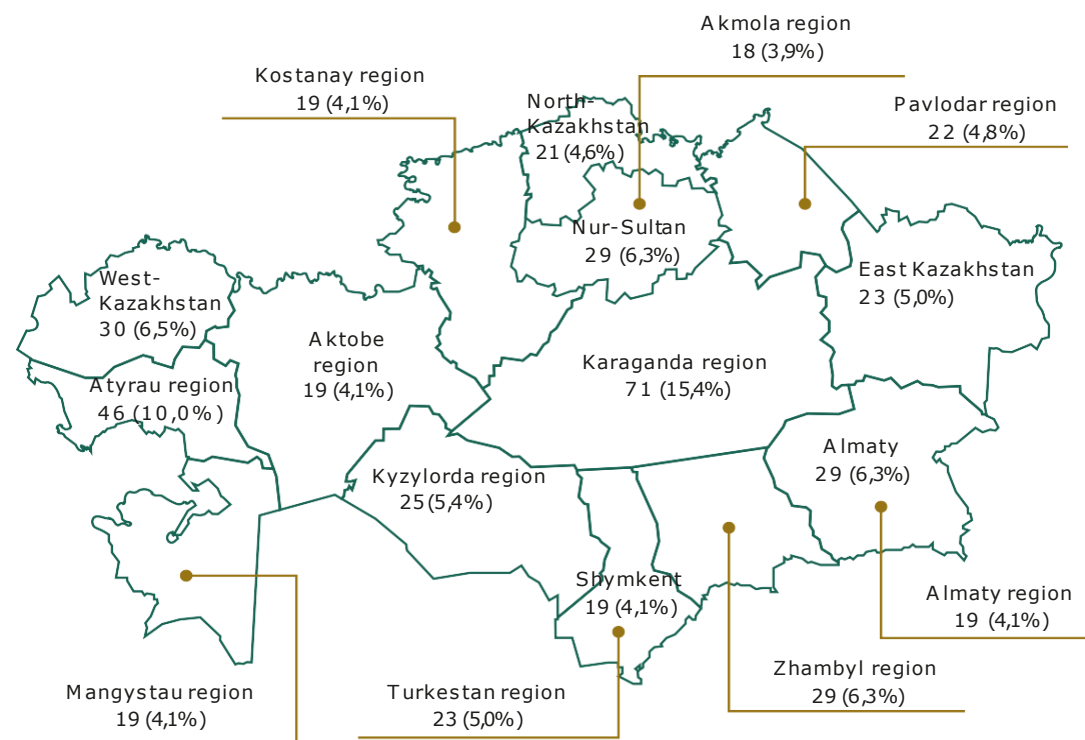 Akmola region
18 (3,9%)
Kostanay region
19 (4,1%)
North-
Kazakhstan
21 (4,6%)
Pavlodar region
22 (4,8%)
Nur-Sultan
29 (6,3%)
West-
Kazakhstan
30 (6,5%)
East Kazakhstan
23 (5,0%)
Aktobe
region
19 (4,1%)
Karaganda region
71 (15,4%)
Atyrau region
46 (10,0%)
Almaty
29 (6,3%)
Kyzylorda region
25 (5,4%)
Shymkent
19 (4,1%)
Almaty region
19 (4,1%)
Mangystau region
19 (4,1%)
Turkestan region
23 (5,0%)
Zhambyl region
29 (6,3%)